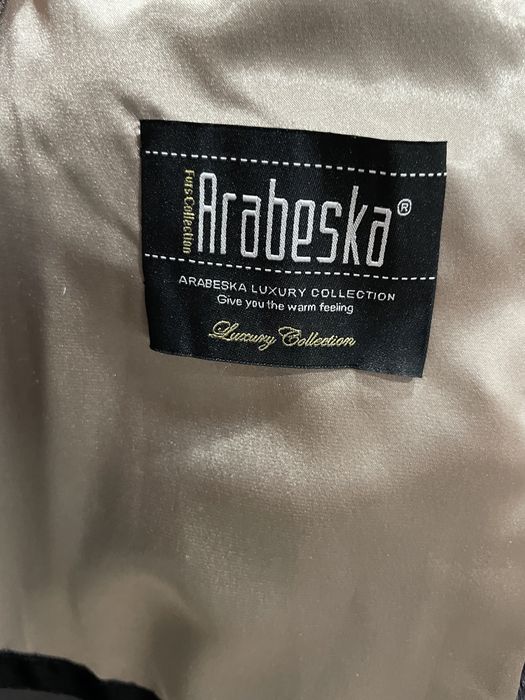 Furs Collection
Arabeska®
ARABESKA LUXURY COLLECTION
Give you the warm feeling
Luxury Collection